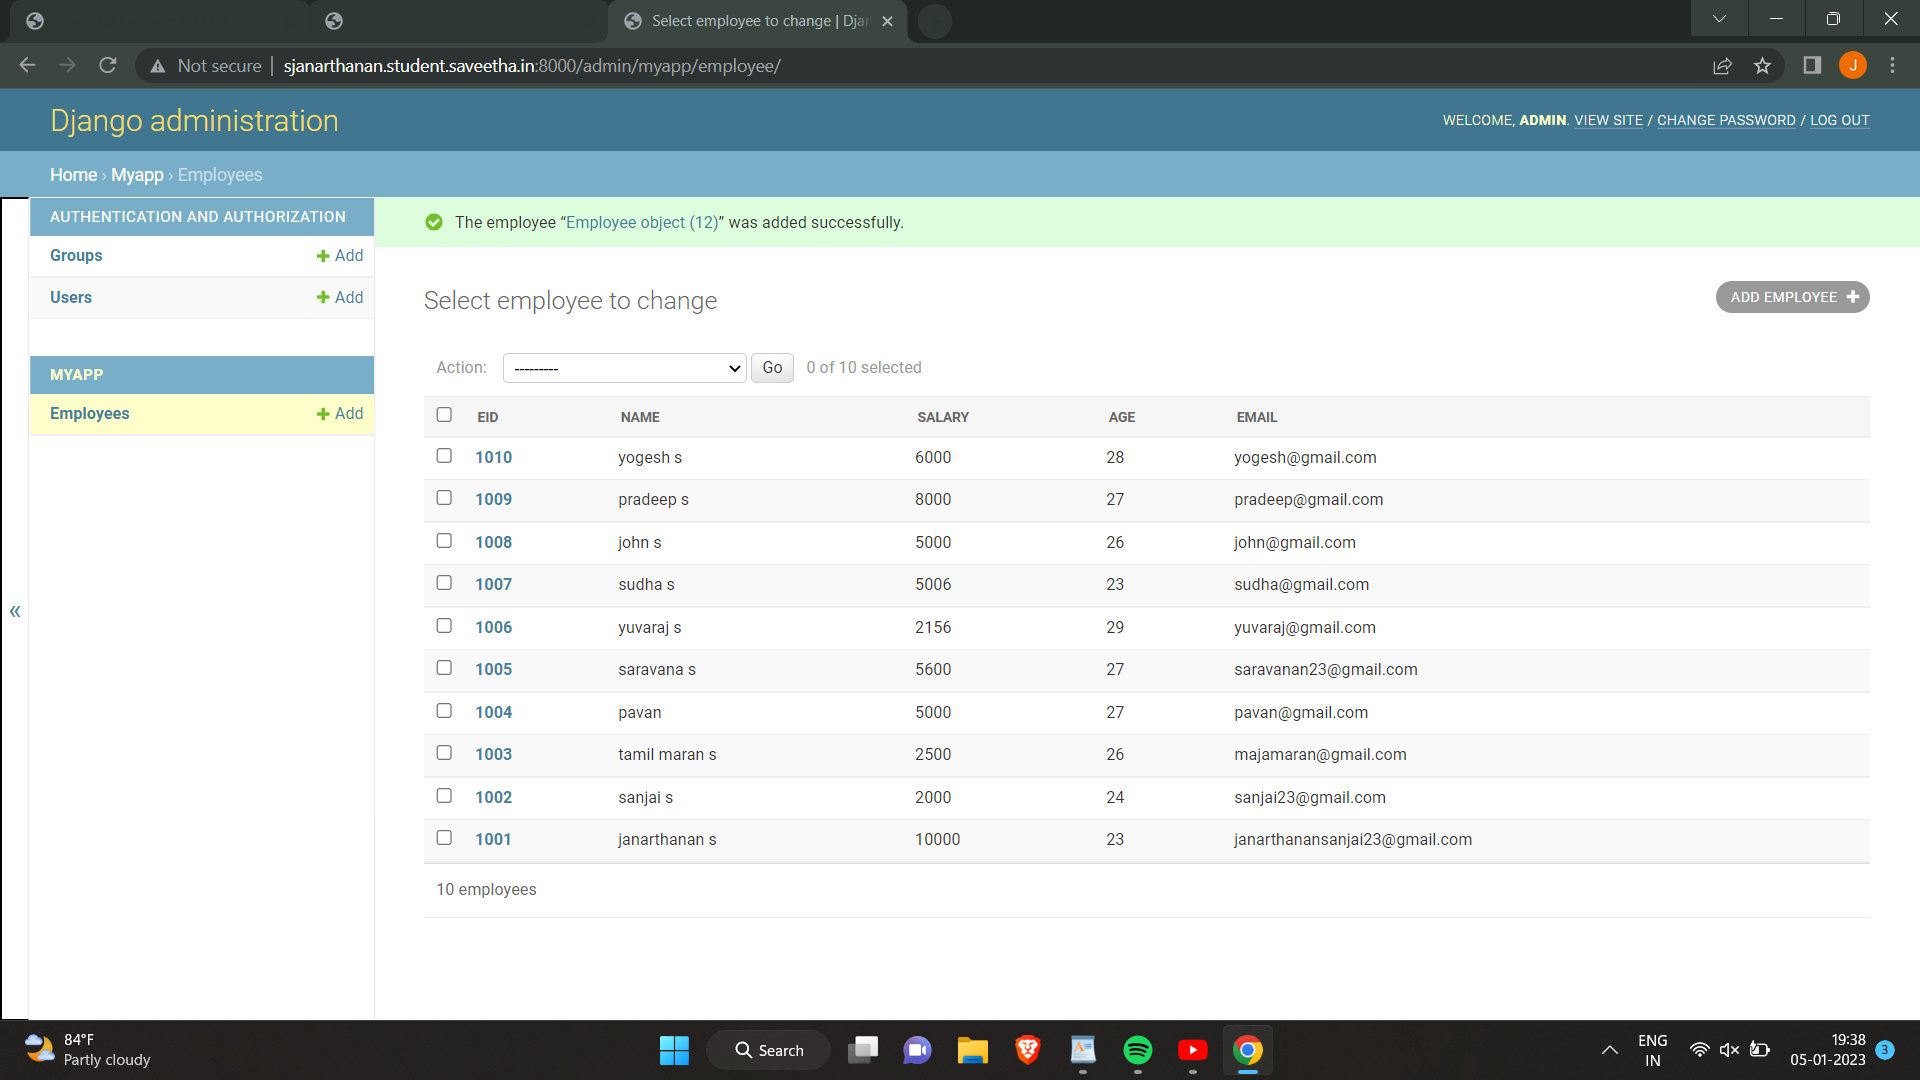 Select employee to change | Djan
Not secure | sjanarthanan.student.saveetha.in:8000/admin/myapp/employee/
J
Django administration
WELCOME, ADMIN. VIEW SITE / CHANGE PASSWORD / LOG OUT
Home › Myapp › Employees
AUTHENTICATION AND AUTHORIZATION
Groups + Add
Users + Add
MYAPP
Employees + Add
«
The employee “Employee object (12)” was added successfully.
Select employee to change
ADD EMPLOYEE +
Action: --------- Go 0 of 10 selected
EID NAME SALARY AGE EMAIL
1010 yogesh s 6000 28 yogesh@gmail.com
1009 pradeep s 8000 27 pradeep@gmail.com
1008 john s 5000 26 john@gmail.com
1007 sudha s 5006 23 sudha@gmail.com
1006 yuvaraj s 2156 29 yuvaraj@gmail.com
1005 saravana s 5600 27 saravanan23@gmail.com
1004 pavan 5000 27 pavan@gmail.com
1003 tamil maran s 2500 26 majamaran@gmail.com
1002 sanjai s 2000 24 sanjai23@gmail.com
1001 janarthanan s 10000 23 janarthanansanjai23@gmail.com
10 employees
84°F
Partly cloudy
Search
ENG
IN
19:38
05-01-2023
3